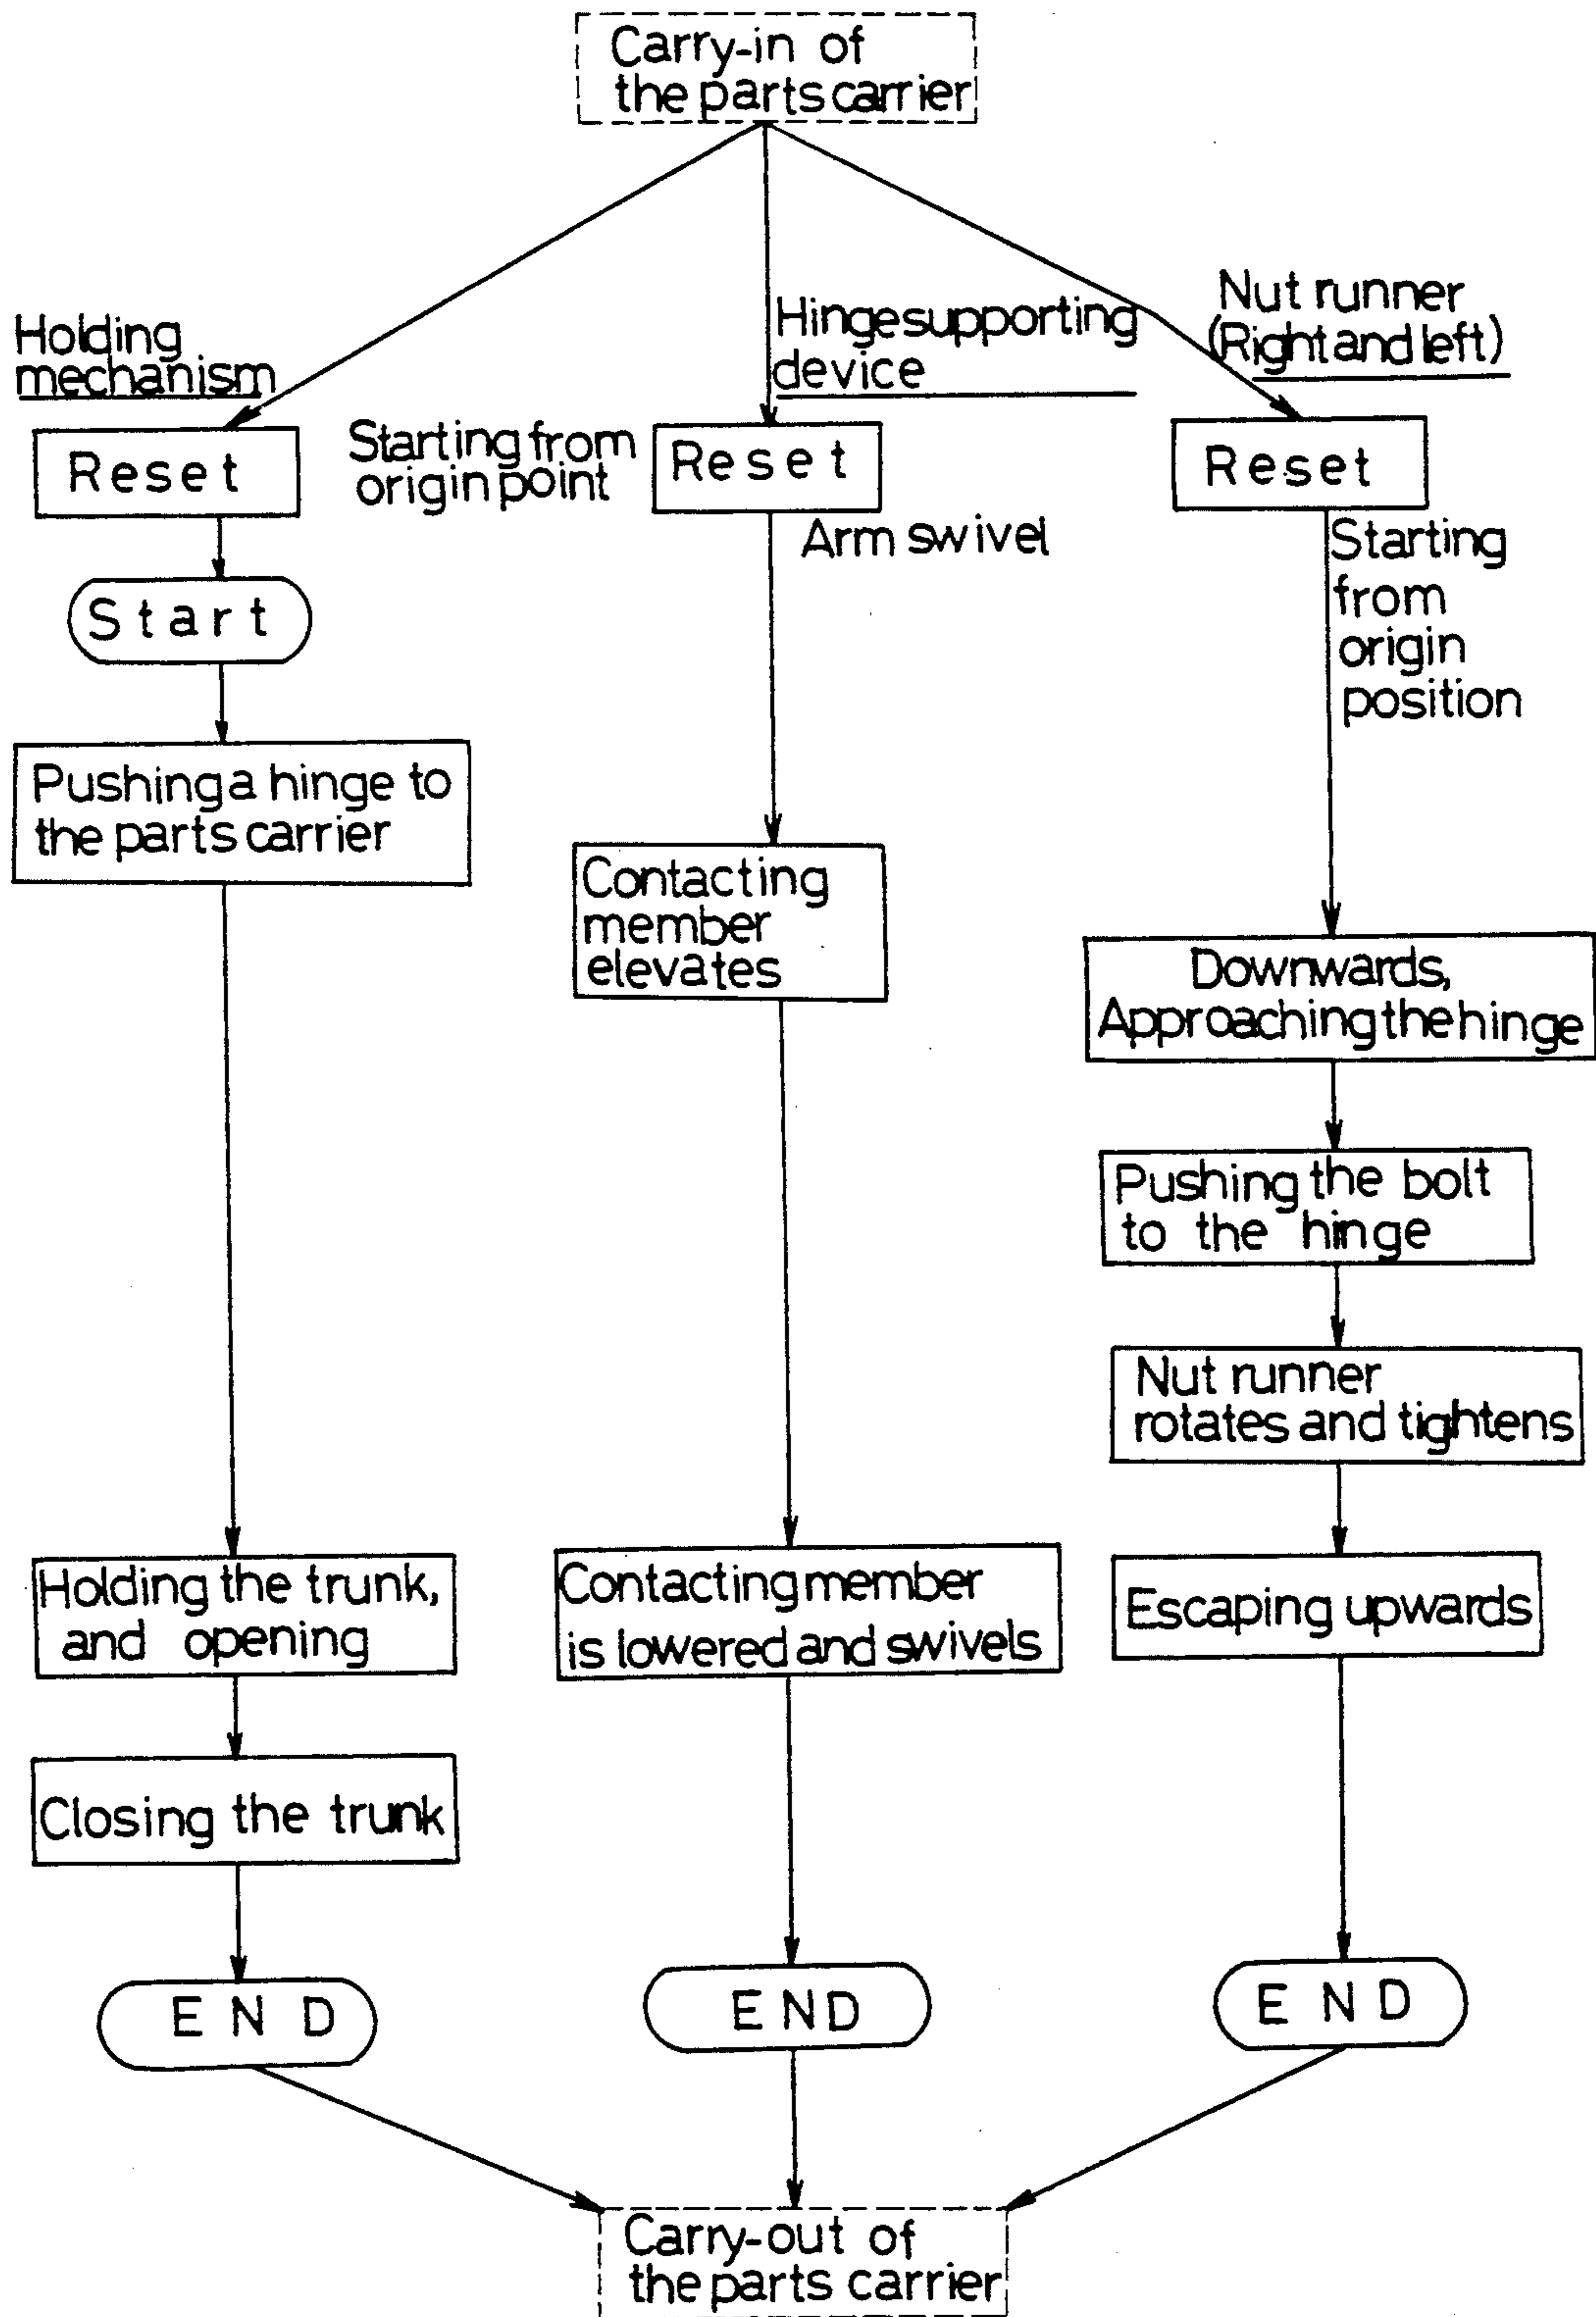 Carry-in of
the parts carrier
Holding
mechanism
Reset
Start
Pushing a hinge to
the parts carrier
Holding the trunk,
and opening
Closing the trunk
END
Hinge supporting
device
Starting from
origin point
Reset
Arm swivel
Contacting
member
elevates
Contacting member
is lowered and swivels
END
Nut runner
(Right and left)
Reset
Starting
from
origin
position
Downwards,
Approaching the hinge
Pushing the bolt
to the hinge
Nut runner
rotates and tightens
Escaping upwards
END
Carry-out of
the parts carrier